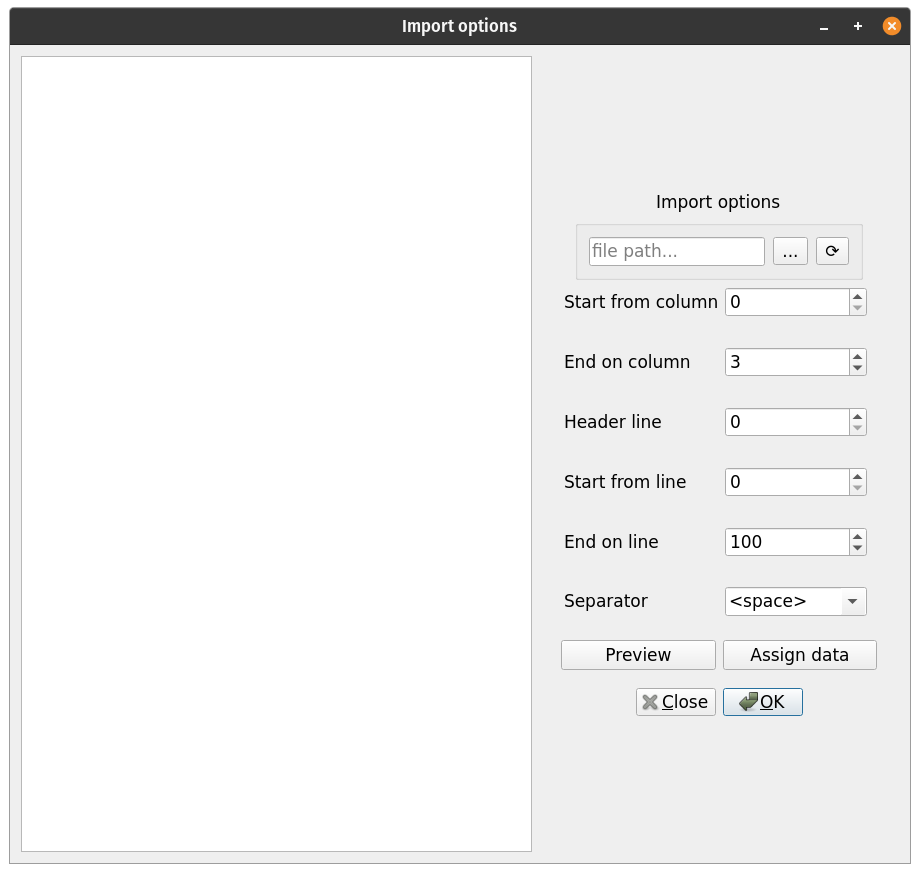 Import options
Import options
file path...
...
⟳
Start from column 0
End on column 3
Header line 0
Start from line 0
End on line 100
Separator <space>
Preview Assign data
Close OK